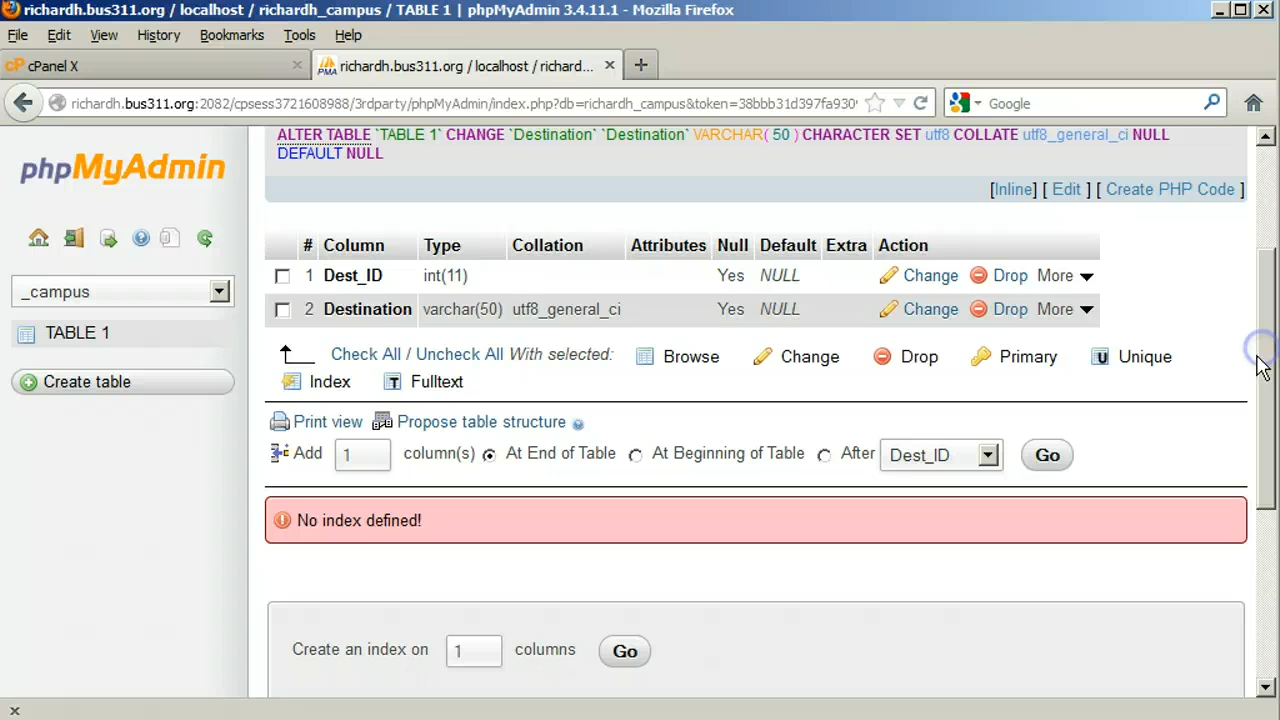 richardh.bus311.org / localhost / richardh_campus / TABLE 1 | phpMyAdmin 3.4.11.1 - Mozilla Firefox
File Edit View History Bookmarks Tools Help
cP cPanel X × PMA richardh.bus311.org / localhost / richard... × +
richardh.bus311.org:2082/cpsess3721608988/3rdparty/phpMyAdmin/index.php?db=richardh_campus&token=38bbb31d397fa930 Google
ALTER TABLE `TABLE 1` CHANGE `Destination` `Destination` VARCHAR( 50 ) CHARACTER SET utf8 COLLATE utf8_general_ci NULL
DEFAULT NULL
phpMyAdmin
[Inline] [ Edit ] [ Create PHP Code ]
# Column Type Collation Attributes Null Default Extra Action
1 Dest_ID int(11) Yes NULL Change Drop More
_campus
2 Destination varchar(50) utf8_general_ci Yes NULL Change Drop More
TABLE 1
Check All / Uncheck All With selected: Browse Change Drop Primary U Unique
Create table
Index T Fulltext
Print view Propose table structure
Add 1 column(s) At End of Table At Beginning of Table After Dest_ID Go
No index defined!
Create an index on 1 columns Go
×